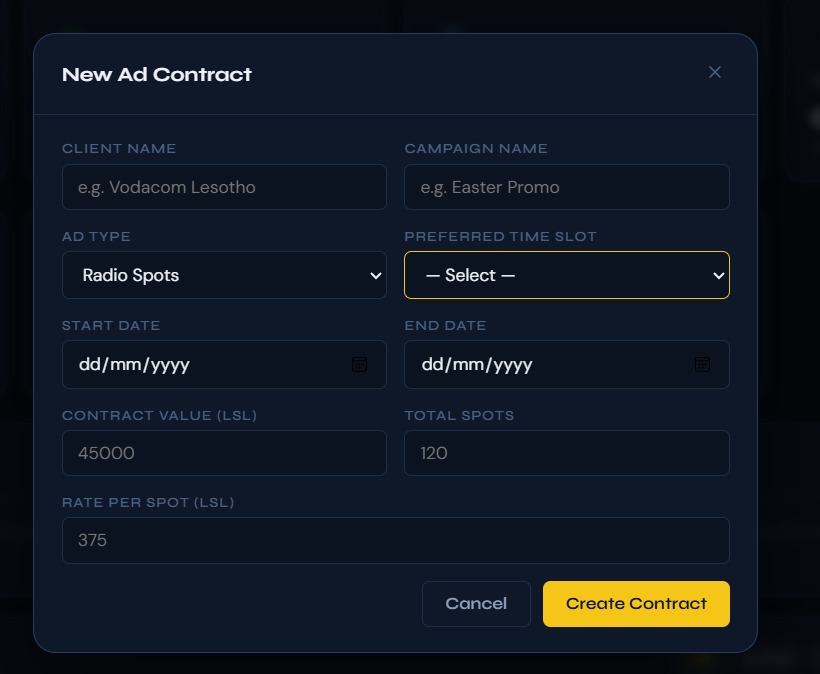 New Ad Contract
CLIENT NAME
CAMPAIGN NAME
e.g. Vodacom Lesotho
e.g. Easter Promo
AD TYPE
PREFERRED TIME SLOT
Radio Spots
— Select —
START DATE
END DATE
dd/mm/yyyy
dd/mm/yyyy
CONTRACT VALUE (LSL)
TOTAL SPOTS
45000
120
RATE PER SPOT (LSL)
375
Cancel
Create Contract